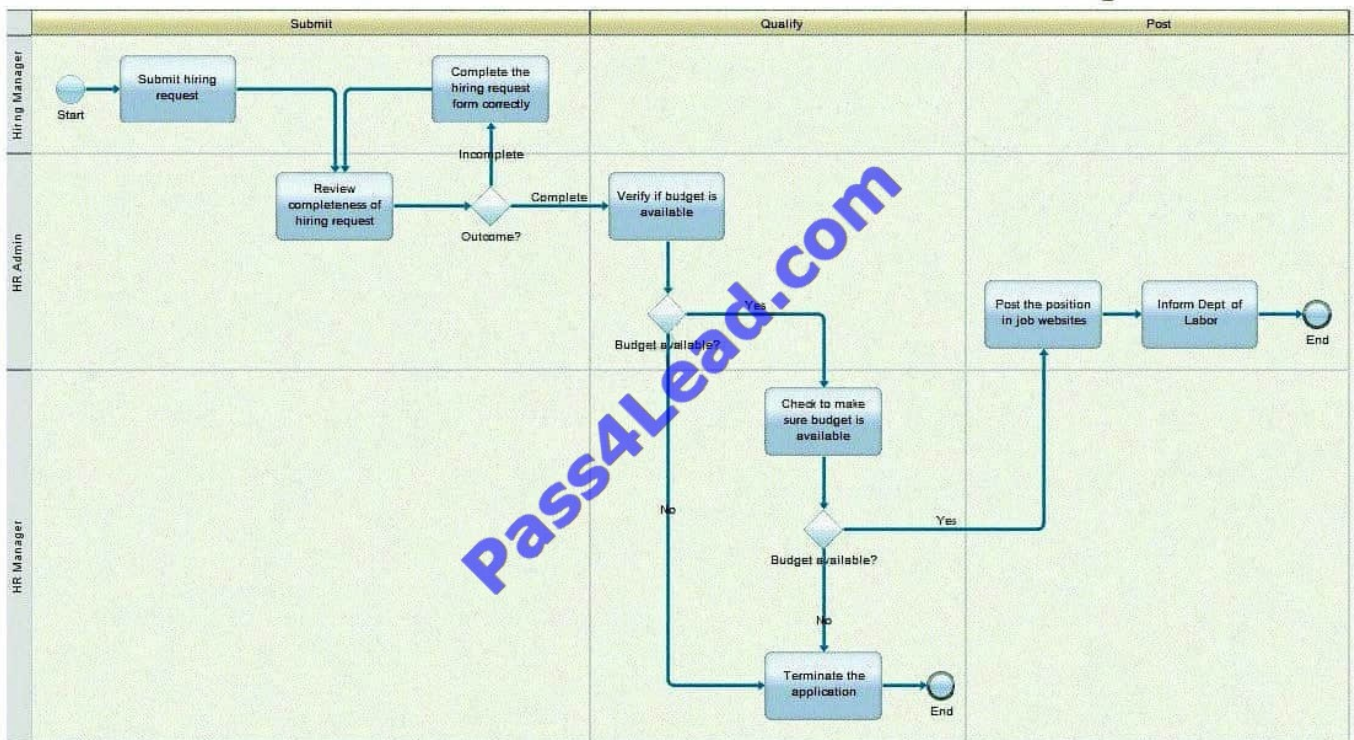 Submit
Qualify
Post
Hirng Manager
Start
Submit hiring
request
Complete the
hiring request
form correctly
Incomplete
HR Admin
Review
completeness of
hiring request
Outcome?
Complete
Verify if budget is
available
Budget available?
Yes
Post the position
in job websites
Inform Dept of
Labor
End
HR Manager
Check to make
sure budget is
available
Budget available?
Yes
No
No
Terminate the
application
End
Pass4Lead.com